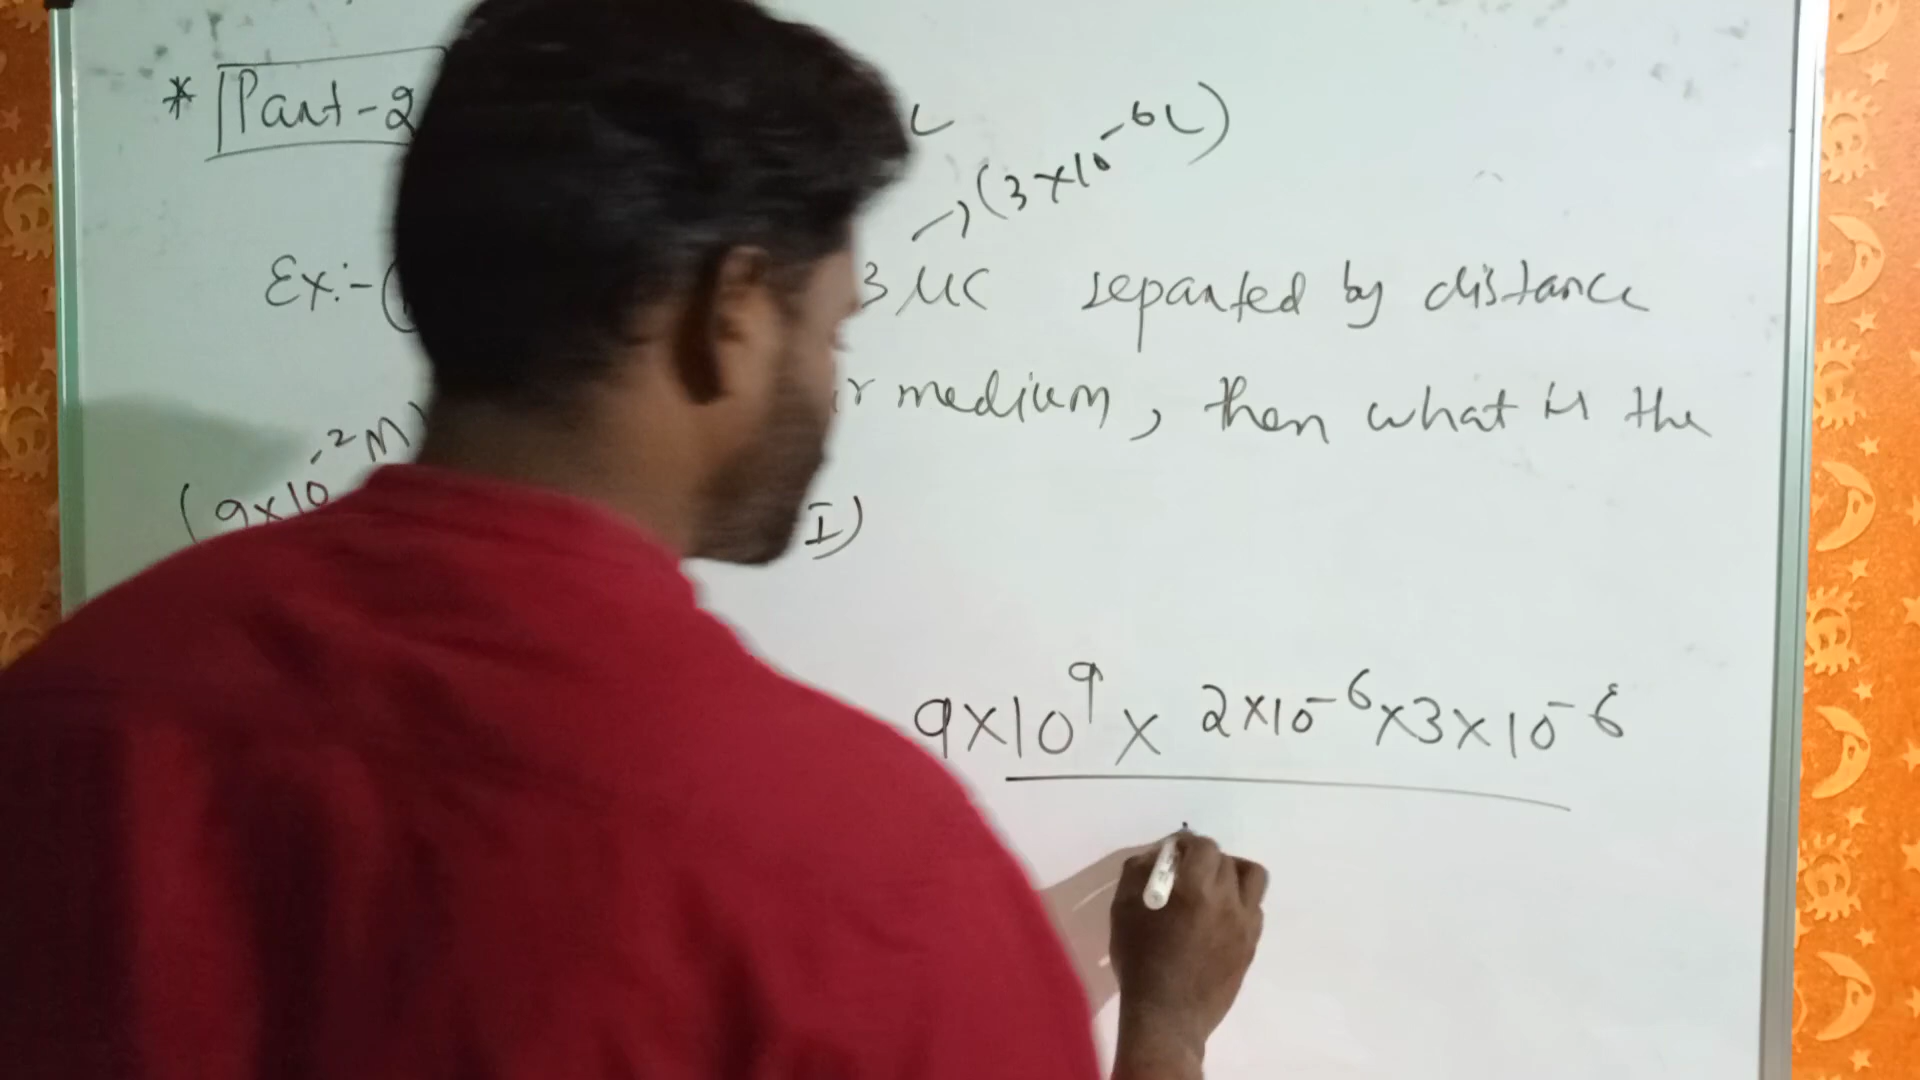 * Part-2
(3×10⁻⁶C)
Ex:- 3 μC separated by distance
medium, then what is the
(9×10⁻²M)
I)
9×10⁹ × 2×10⁻⁶×3×10⁻⁶